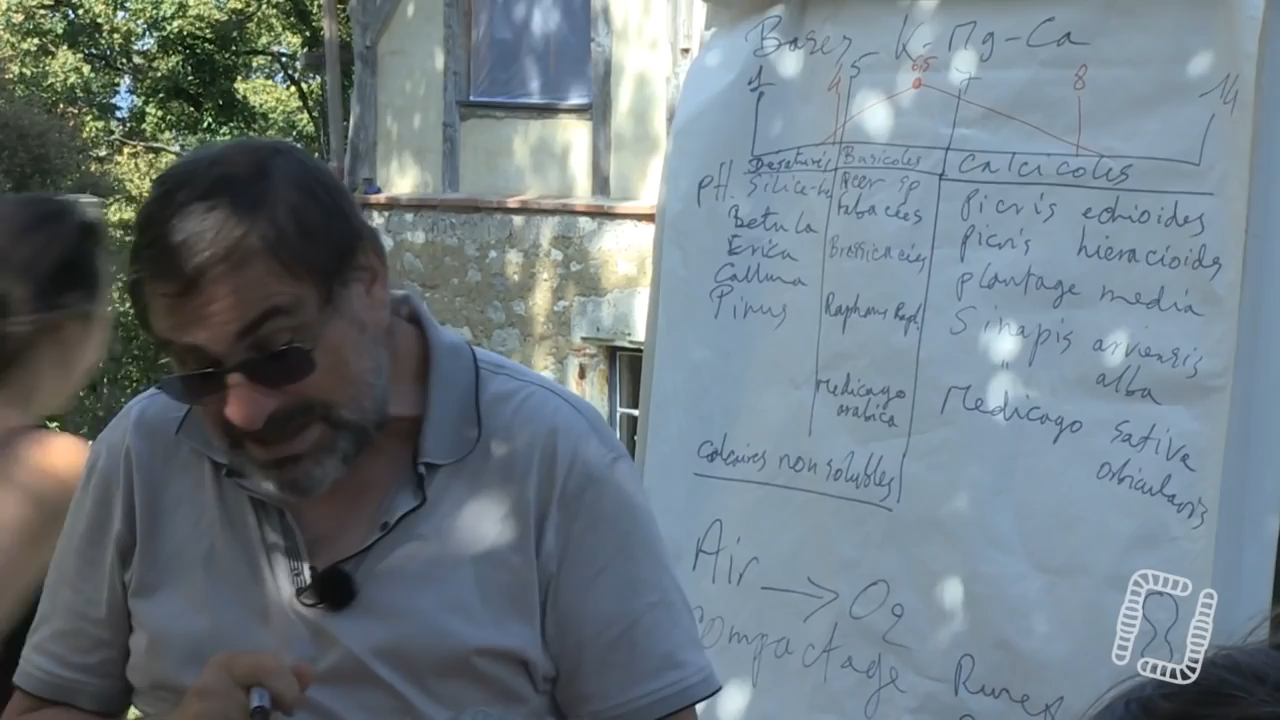 Bases - K - Mg - Ca
1 4 5 6,5 7 8 14
pH. Desaturés Basicoles Calcicoles
Silice Acer sp Picris echioides
Betula fabacées Picris hieracioides
Erica Brassicacées plantago media
Calluna Sinapis arvensis
Pinus Raphanus Raph. " alba
Medicago arabica Medicago sativa
orbicularis
calcaires non solubles
Air → O2
Compactage Rumex